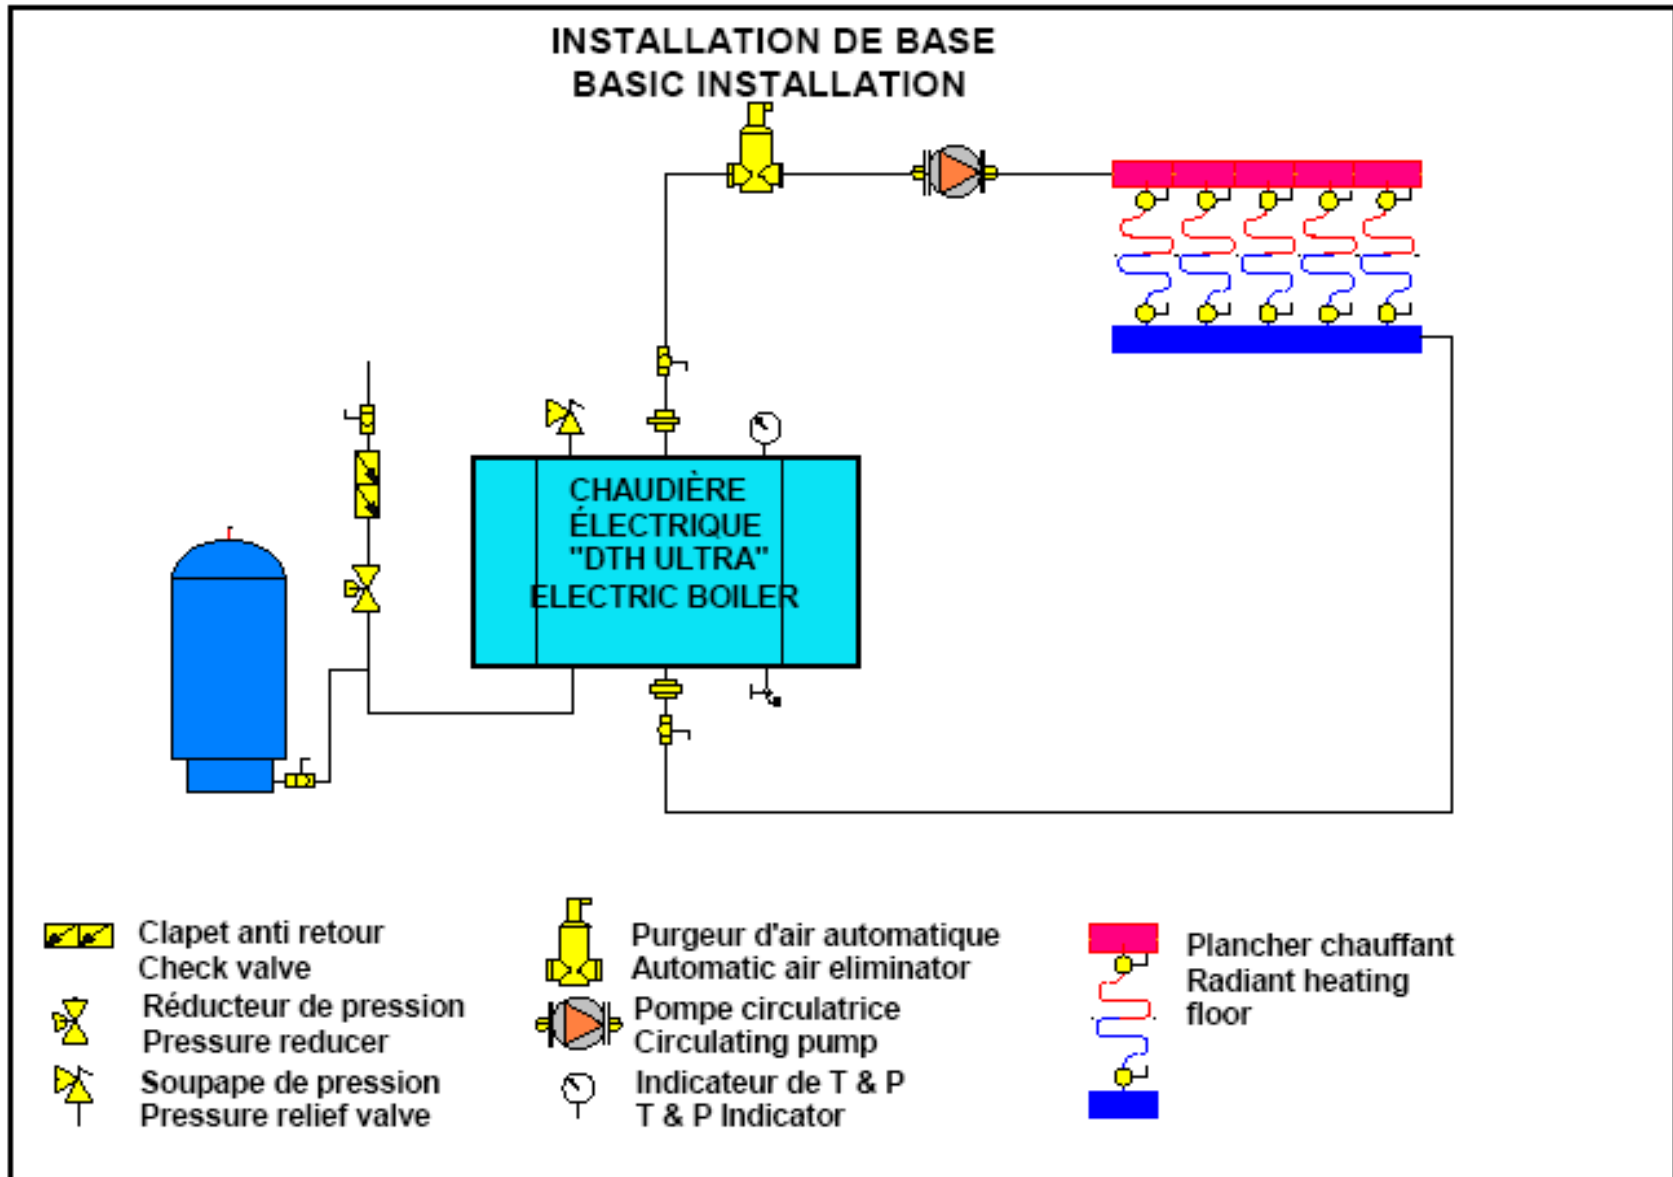 INSTALLATION DE BASE
BASIC INSTALLATION
CHAUDIÈRE
ÉLECTRIQUE
"DTH ULTRA"
ELECTRIC BOILER
Clapet anti retour
Check valve
Réducteur de pression
Pressure reducer
Soupape de pression
Pressure relief valve
Purgeur d'air automatique
Automatic air eliminator
Pompe circulatrice
Circulating pump
Indicateur de T & P
T & P Indicator
Plancher chauffant
Radiant heating
floor